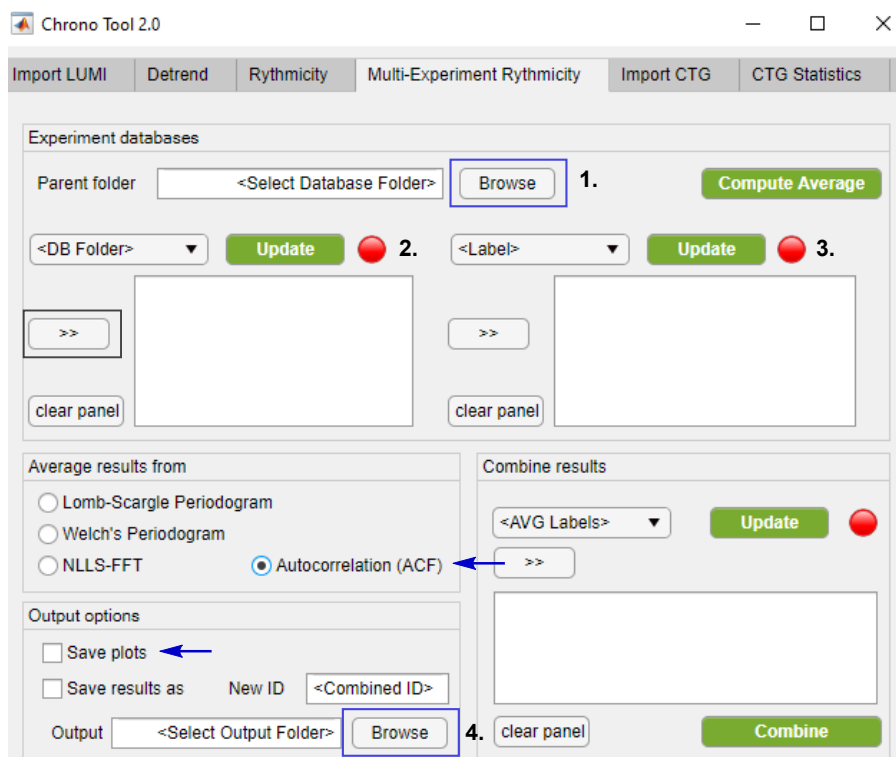 Chrono Tool 2.0
Import LUMI Detrend Rythmicity Multi-Experiment Rythmicity Import CTG CTG Statistics
Experiment databases
Parent folder <Select Database Folder> Browse 1. Compute Average
<DB Folder> Update 2. <Label> Update 3.
>> >>
clear panel clear panel
Average results from
Lomb-Scargle Periodogram
Welch's Periodogram
NLLS-FFT Autocorrelation (ACF)
Combine results
<AVG Labels> Update
>>
Output options
Save plots
Save results as New ID <Combined ID>
Output <Select Output Folder> Browse 4.
clear panel Combine